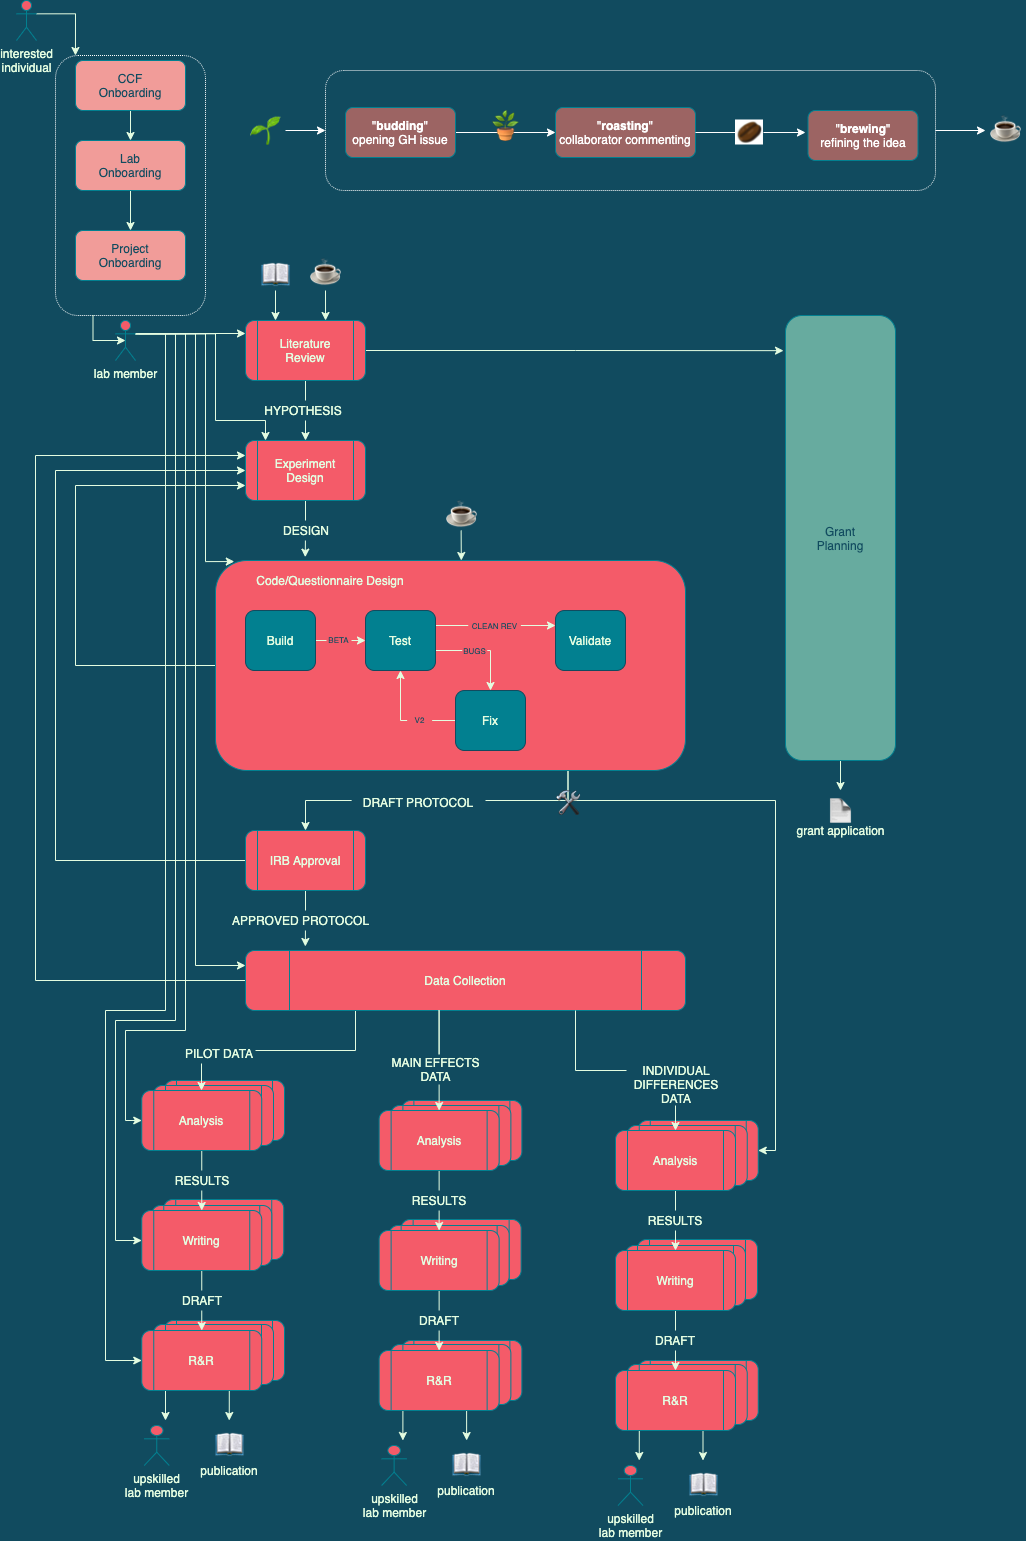 interested
individual
CCF
Onboarding
Lab
Onboarding
Project
Onboarding
lab member
"budding"
opening GH issue
"roasting"
collaborator commenting
"brewing"
refining the idea
Literature
Review
HYPOTHESIS
Experiment
Design
DESIGN
Code/Questionnaire Design
Build
BETA
Test
CLEAN REV
Validate
BUGS
V2
Fix
Grant
Planning
grant application
DRAFT PROTOCOL
IRB Approval
APPROVED PROTOCOL
Data Collection
PILOT DATA
Analysis
RESULTS
Writing
DRAFT
R&R
upskilled
lab member
publication
MAIN EFFECTS
DATA
Analysis
RESULTS
Writing
DRAFT
R&R
upskilled
lab member
publication
INDIVIDUAL
DIFFERENCES
DATA
Analysis
RESULTS
Writing
DRAFT
R&R
upskilled
lab member
publication